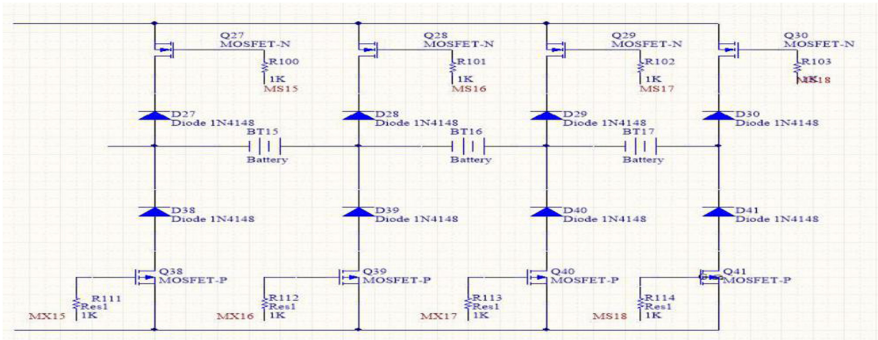 Q27 Q28 Q29 Q30
MOSFET-N MOSFET-N MOSFET-N MOSFET-N
R100 R101 R102 R103
1K 1K 1K 1K
MS15 MS16 MS17 MS18
D27 D28 D29 D30
Diode 1N4148 Diode 1N4148 Diode 1N4148 Diode 1N4148
BT15 BT16 BT17
Battery Battery Battery
D38 D39 D40 D41
Diode 1N4148 Diode 1N4148 Diode 1N4148 Diode 1N4148
Q38 Q39 Q40 Q41
MOSFET-P MOSFET-P MOSFET-P MOSFET-P
R111 R112 R113 R114
Res1 Res1 Res1 Res1
MX15 1K MX16 1K MX17 1K MS18 1K